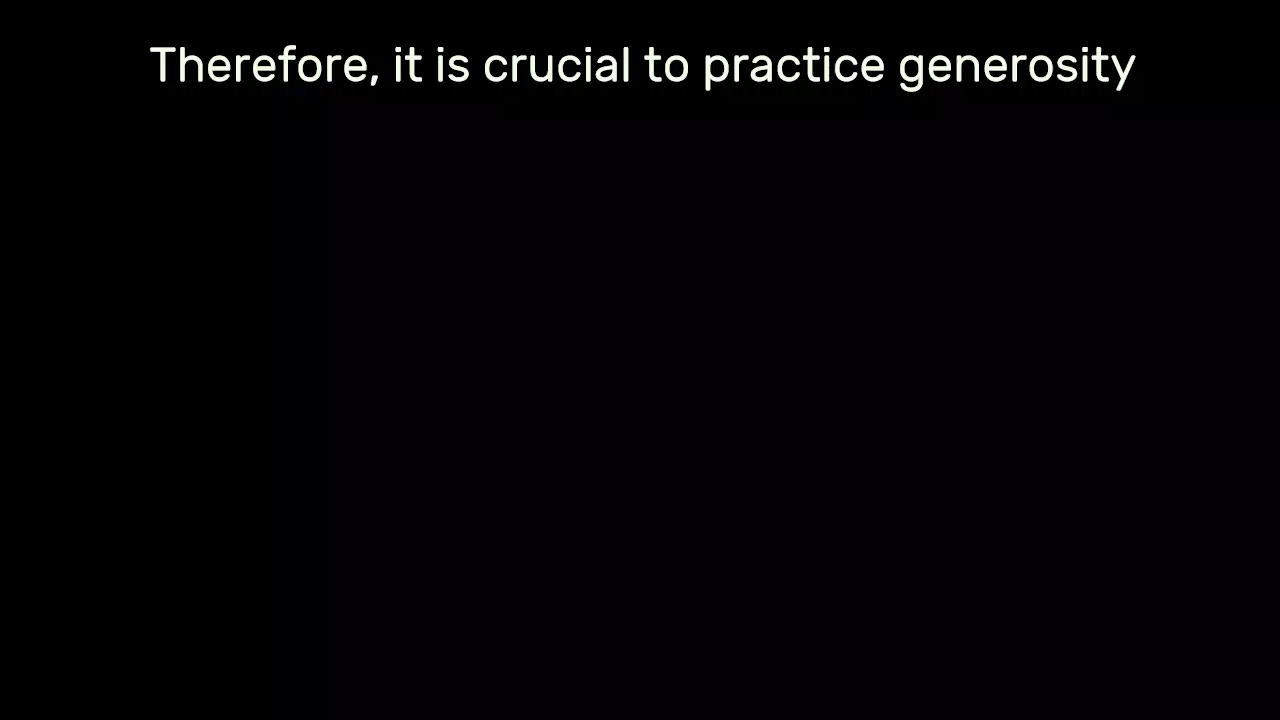 Therefore, it is crucial to practice generosity